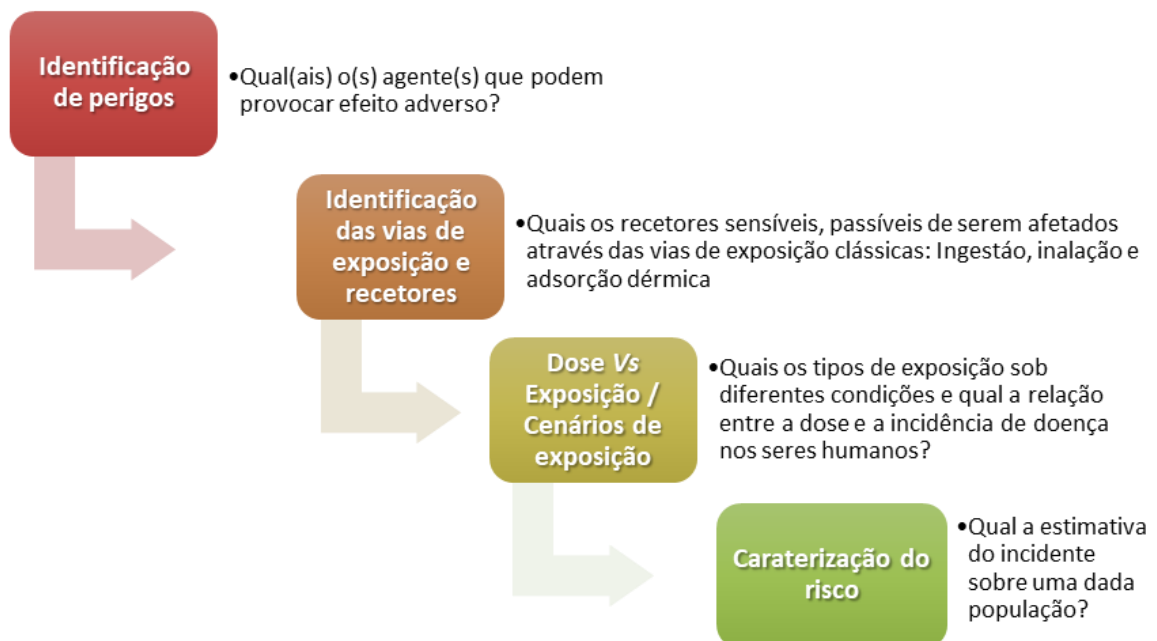 Identificação
de perigos
•Qual(ais) o(s) agente(s) que podem
provocar efeito adverso?
Identificação
das vias de
exposição e
recetores
•Quais os recetores sensíveis, passíveis de serem afetados
através das vias de exposição clássicas: Ingestáo, inalação e
adsorção dérmica
Dose Vs
Exposição /
Cenários de
exposição
•Quais os tipos de exposição sob
diferentes condições e qual a relação
entre a dose e a incidência de doença
nos seres humanos?
Caraterização do
risco
•Qual a estimativa
do incidente
sobre uma dada
população?